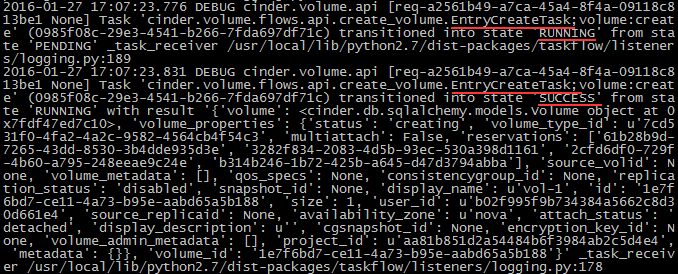 2016-01-27 17:07:23.776 DEBUG cinder.volume.api [req-a2561b49-a7ca-45a4-8f4a-09118c8
13be1 None] Task 'cinder.volume.flows.api.create_volume.EntryCreateTask;volume:creat
e' (0985f08c-29e3-4541-b266-7fda697df71c) transitioned into state 'RUNNING' from sta
te 'PENDING' _task_receiver /usr/local/lib/python2.7/dist-packages/taskflow/listener
s/logging.py:189
2016-01-27 17:07:23.831 DEBUG cinder.volume.api [req-a2561b49-a7ca-45a4-8f4a-09118c8
13be1 None] Task 'cinder.volume.flows.api.create_volume.EntryCreateTask;volume:creat
e' (0985f08c-29e3-4541-b266-7fda697df71c) transitioned into state 'SUCCESS' from sta
te 'RUNNING' with result '{'volume': <cinder.db.sqlalchemy.models.Volume object at 0
x7fdf47ed7c10>, 'volume_properties': {'status': 'creating', 'volume_type_id': u'7cd5
31f0-4fa2-4a2c-9582-4564cb4f54c3', 'multiattach': False, 'reservations': ['61b28b9d-
7265-43dd-8530-3b4dde935d3e', '3282f834-2083-4d5b-93ec-530a398d1161', '2cfd6df0-729f
-4b60-a795-248eeae9c24e', 'b314b246-1b72-425b-a645-d47d3794abba'], 'source_volid': N
one, 'volume_metadata': [], 'qos_specs': None, 'consistencygroup_id': None, 'replica
tion_status': 'disabled', 'snapshot_id': None, 'display_name': u'vol-1', 'id': '1e7f
6bd7-ce11-4a73-b95e-aabd65a5b188', 'size': 1, 'user_id': u'b02f995f9b734384a5662c8d3
0d661e4', 'source_replicaid': None, 'availability_zone': u'nova', 'attach_status': '
detached', 'display_description': u'', 'cgsnapshot_id': None, 'encryption_key_id': N
one, 'volume_admin_metadata': [], 'project_id': u'aa81b851d2a54484b6f3984ab2c5d4e4',
 'metadata': {}}, 'volume_id': '1e7f6bd7-ce11-4a73-b95e-aabd65a5b188'}' _task_receiv
er /usr/local/lib/python2.7/dist-packages/taskflow/listeners/logging.py:178